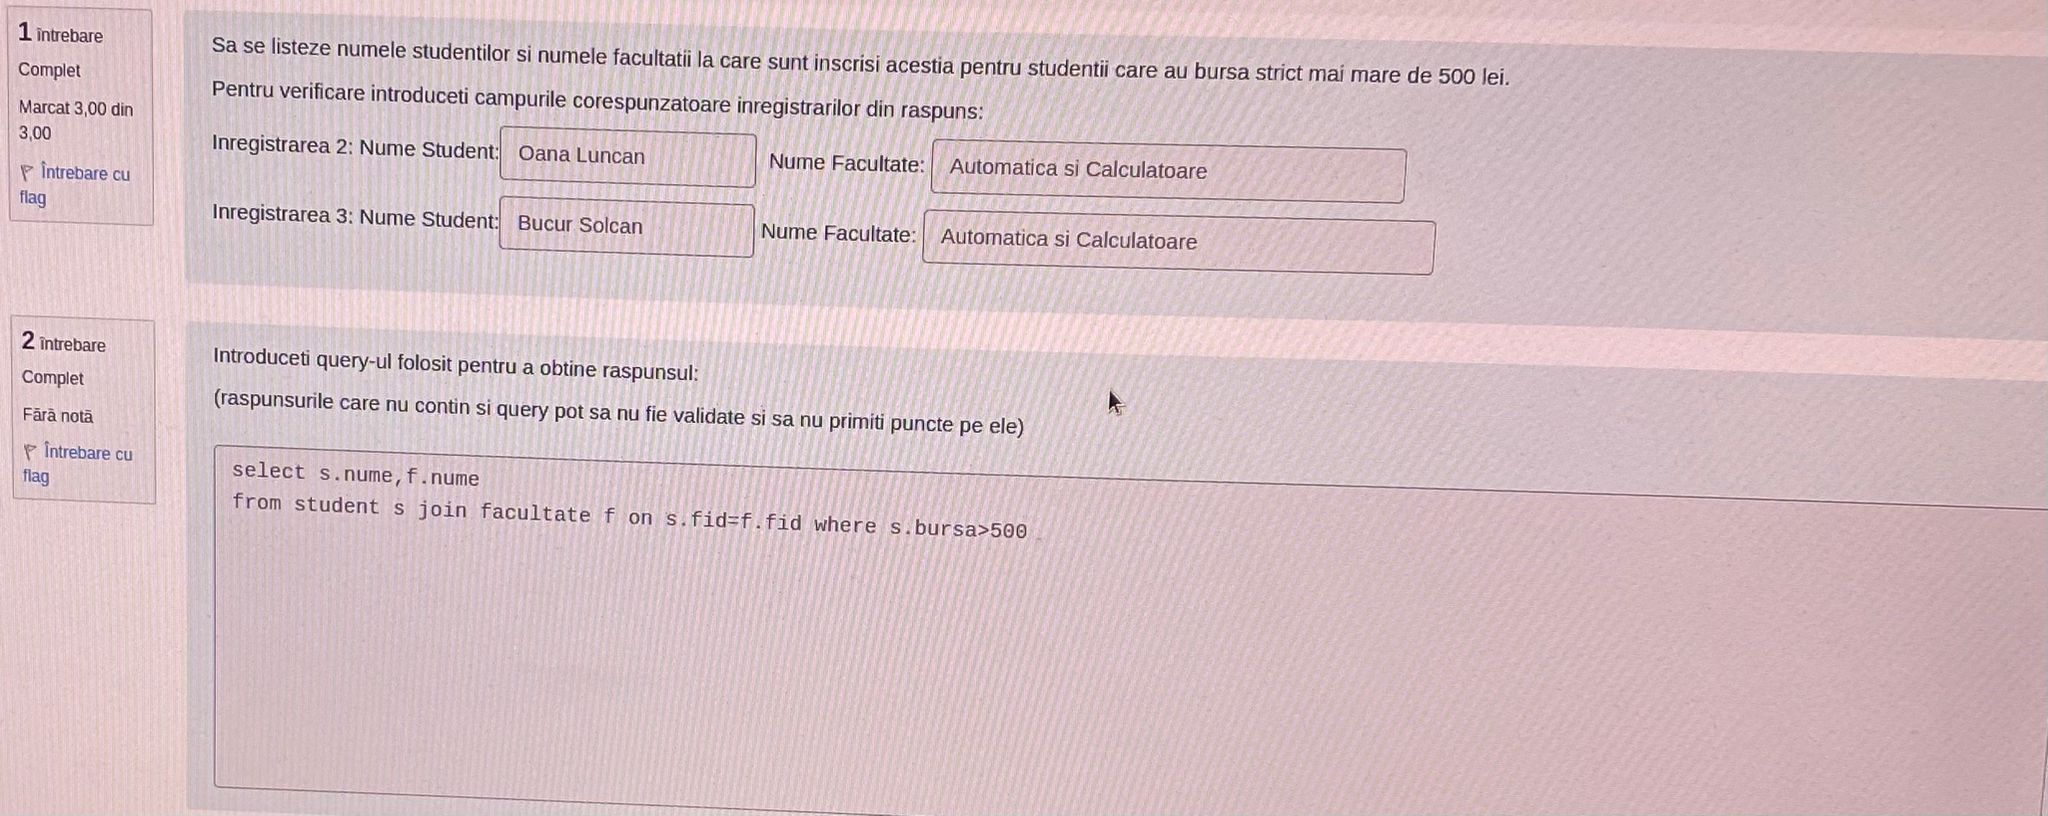 1 întrebare
Complet
Marcat 3,00 din
3,00
Întrebare cu
flag
Sa se listeze numele studentilor si numele facultatii la care sunt inscrisi acestia pentru studentii care au bursa strict mai mare de 500 lei.
Pentru verificare introduceti campurile corespunzatoare inregistrarilor din raspuns:
Inregistrarea 2: Nume Student: Oana Luncan Nume Facultate: Automatica si Calculatoare
Inregistrarea 3: Nume Student: Bucur Solcan Nume Facultate: Automatica si Calculatoare
2 întrebare
Complet
Fără notă
Întrebare cu
flag
Introduceti query-ul folosit pentru a obtine raspunsul:
(raspunsurile care nu contin si query pot sa nu fie validate si sa nu primiti puncte pe ele)
select s.nume,f.nume
from student s join facultate f on s.fid=f.fid where s.bursa>500